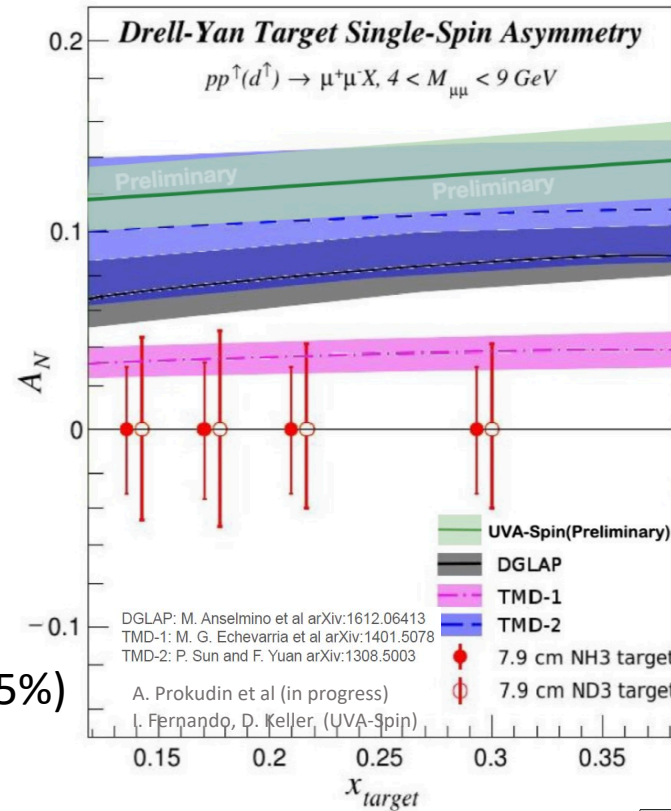 Drell-Yan Target Single-Spin Asymmetry
pp↑(d↑) → μ⁺μ⁻X, 4 < Mμμ < 9 GeV
0.2
Preliminary
Preliminary
0.1
A_N
0
UVA-Spin(Preliminary)
DGLAP
TMD-1
TMD-2
7.9 cm NH3 target
7.9 cm ND3 target
DGLAP: M. Anselmino et al arXiv:1612.06413
TMD-1: M. G. Echevarria et al arXiv:1401.5078
TMD-2: P. Sun and F. Yuan arXiv:1308.5003
−0.1
5%)
A. Prokudin et al (in progress)
I. Fernando, D. Keller (UVA-Spin)
0.15 0.2 0.25 0.3 0.35
x_target